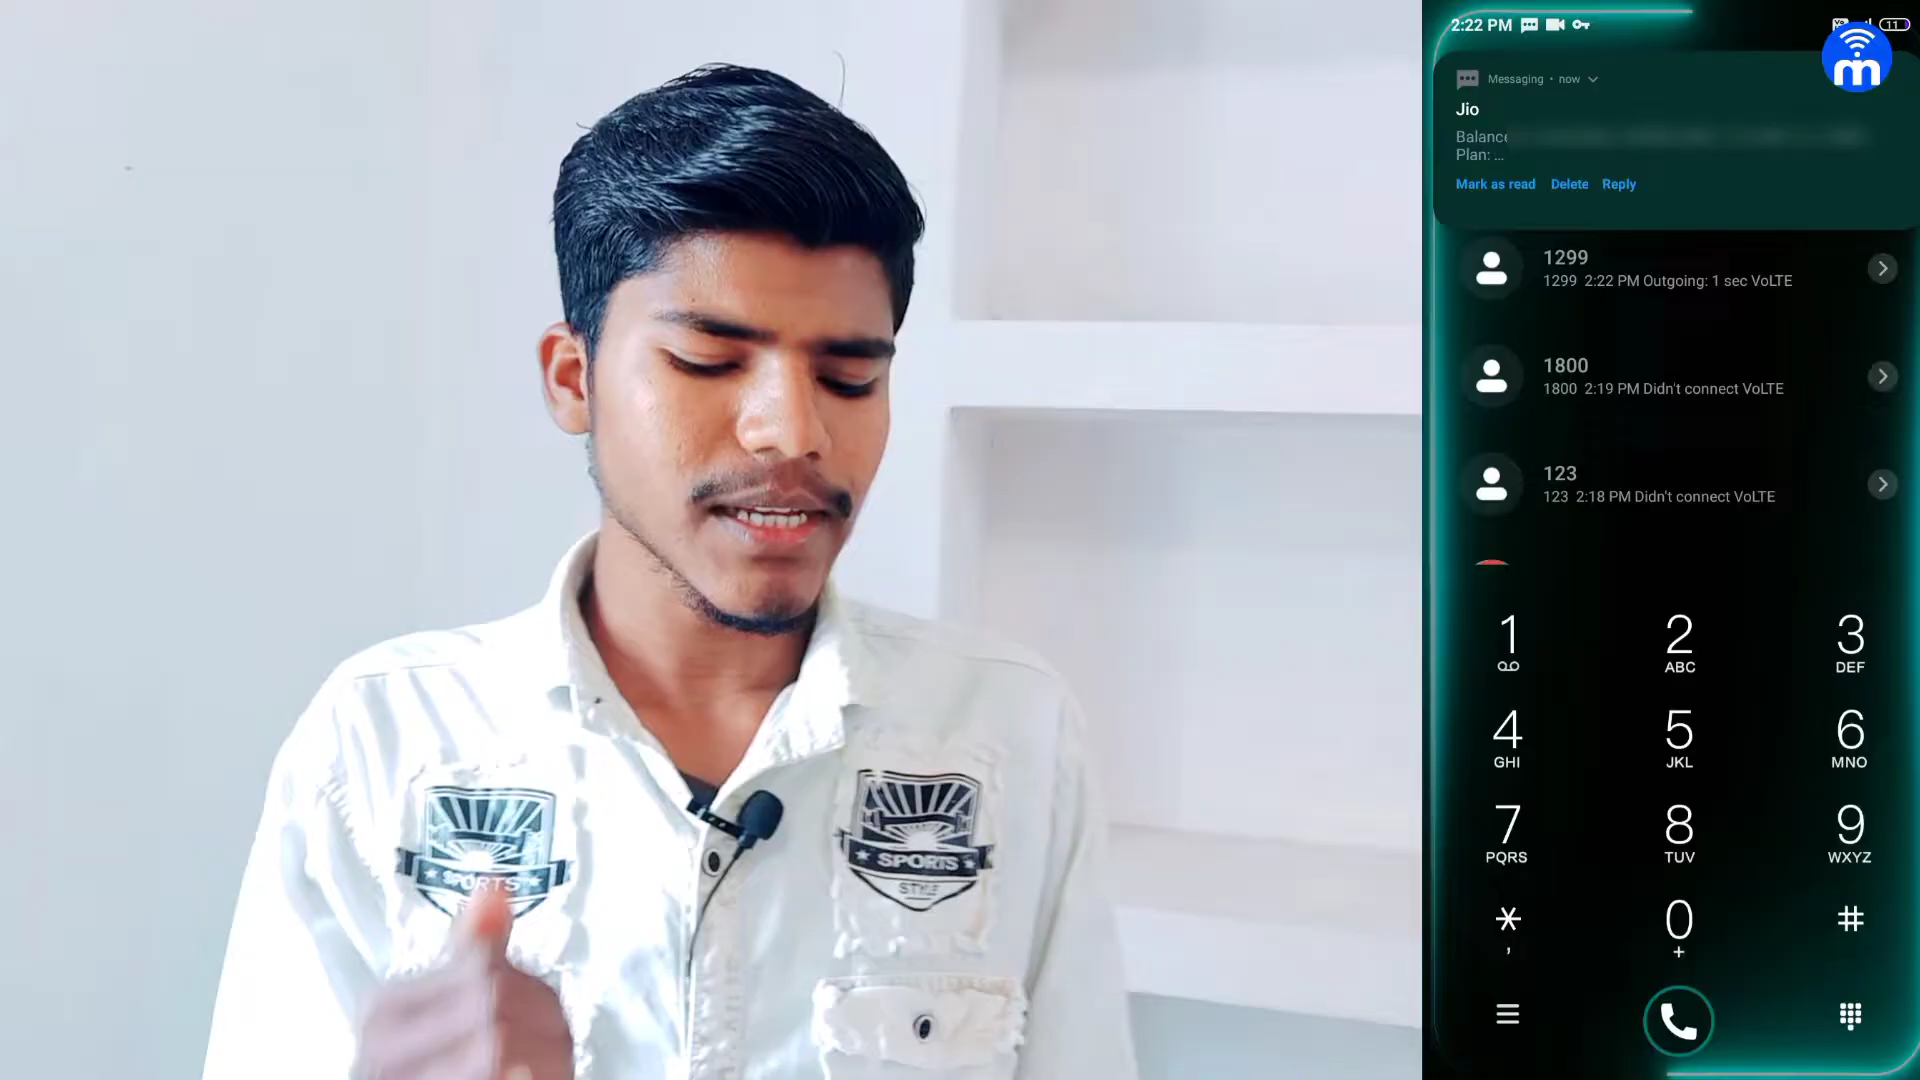 SPORTS
SPORTS
STYLE
2:22 PM
11
m
Messaging • now
Jio
Balance
Plan: ...
Mark as read Delete Reply
1299
1299 2:22 PM Outgoing: 1 sec VoLTE
1800
1800 2:19 PM Didn't connect VoLTE
123
123 2:18 PM Didn't connect VoLTE
1 2 3
ABC DEF
4 5 6
GHI JKL MNO
7 8 9
PQRS TUV WXYZ
* 0 #
, +